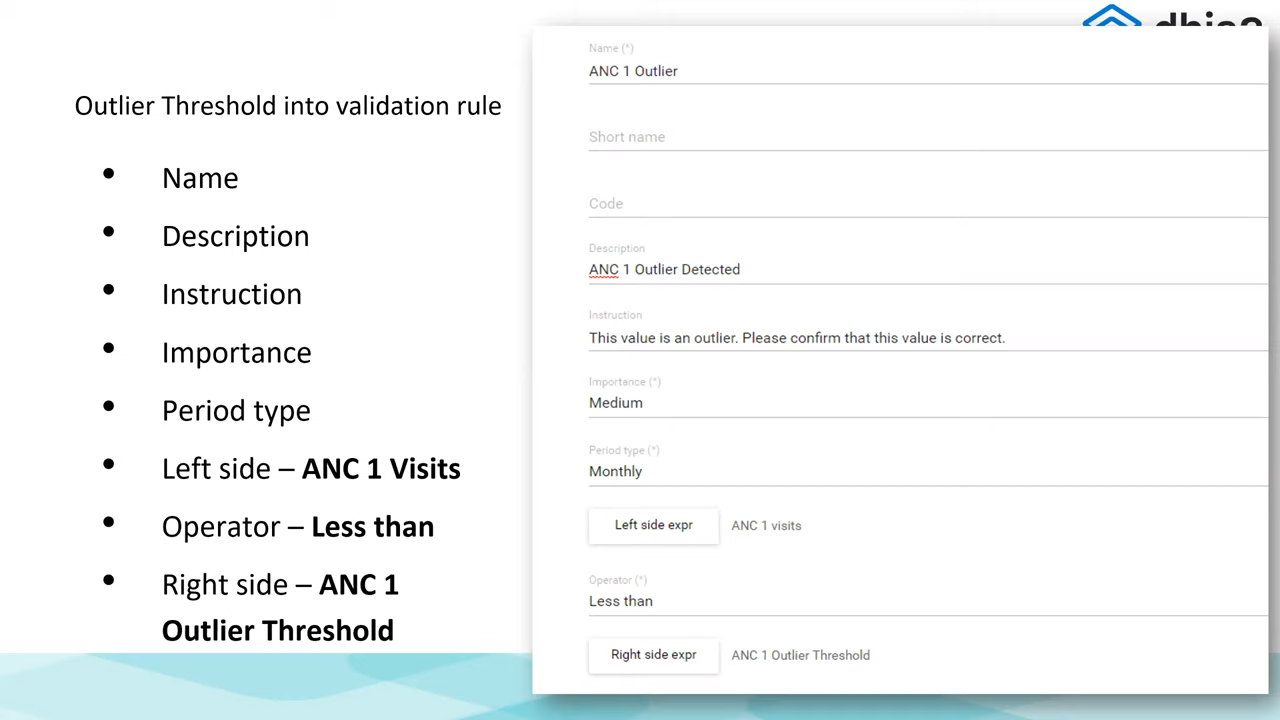 dhis2
Outlier Threshold into validation rule
• Name
• Description
• Instruction
• Importance
• Period type
• Left side – ANC 1 Visits
• Operator – Less than
• Right side – ANC 1
Outlier Threshold
Name (*)
ANC 1 Outlier
Short name
Code
Description
ANC 1 Outlier Detected
Instruction
This value is an outlier. Please confirm that this value is correct.
Importance (*)
Medium
Period type (*)
Monthly
Left side expr
ANC 1 visits
Operator (*)
Less than
Right side expr
ANC 1 Outlier Threshold